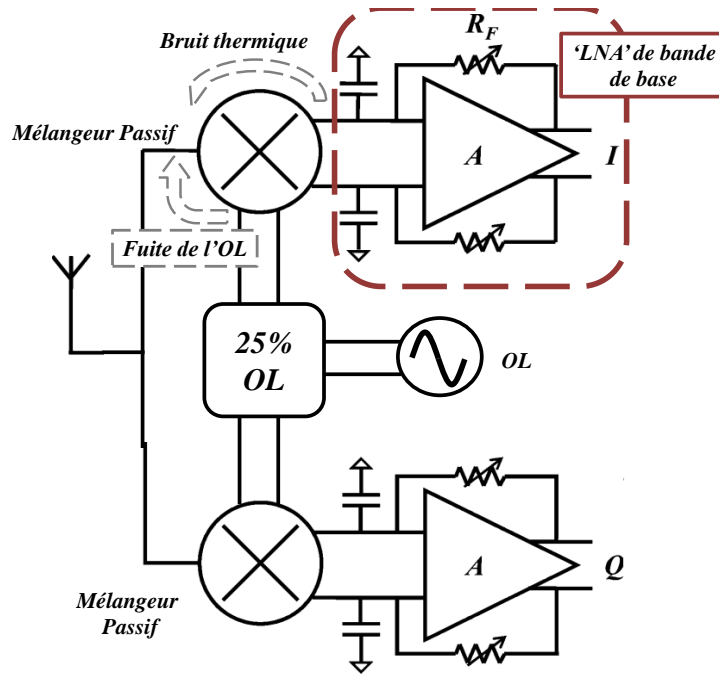 Bruit thermique
R_F
‘LNA’ de bande
de base
Mélangeur Passif
A
I
Fuite de l’OL
25%
OL
OL
A
Q
Mélangeur
Passif